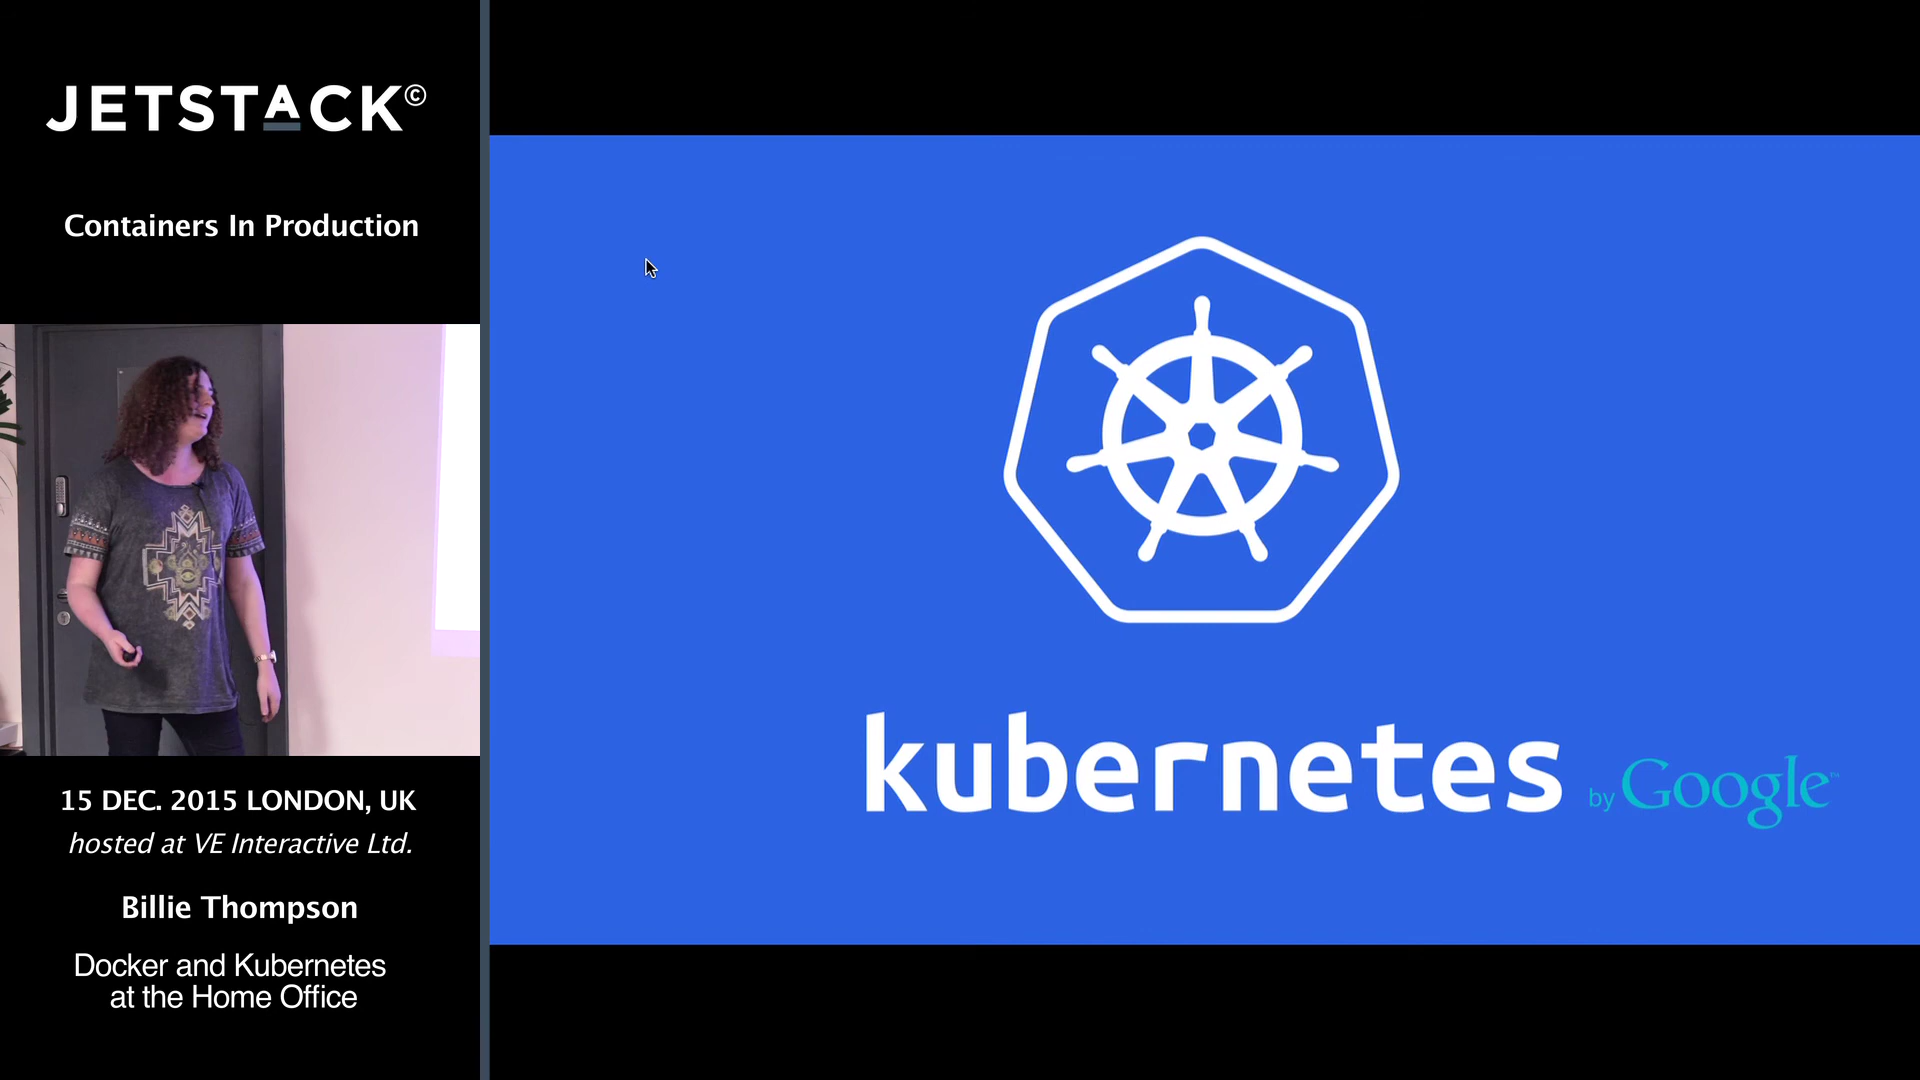 JETSTACK©
Containers In Production
15 DEC. 2015 LONDON, UK
hosted at VE Interactive Ltd.
Billie Thompson
Docker and Kubernetes
at the Home Office
kubernetes by Google™